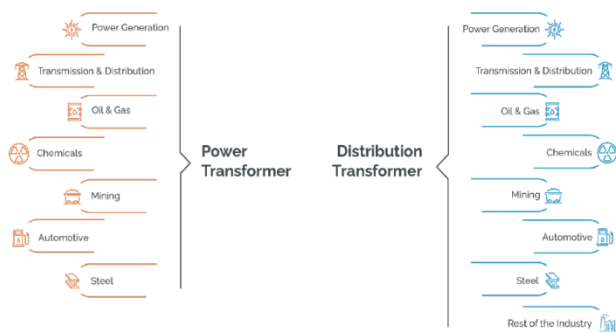 Power Generation
Transmission & Distribution
Oil & Gas
Chemicals
Mining
Automotive
Steel
Power
Transformer
Distribution
Transformer
Power Generation
Transmission & Distribution
Oil & Gas
Chemicals
Mining
Automotive
Steel
Rest of the Industry